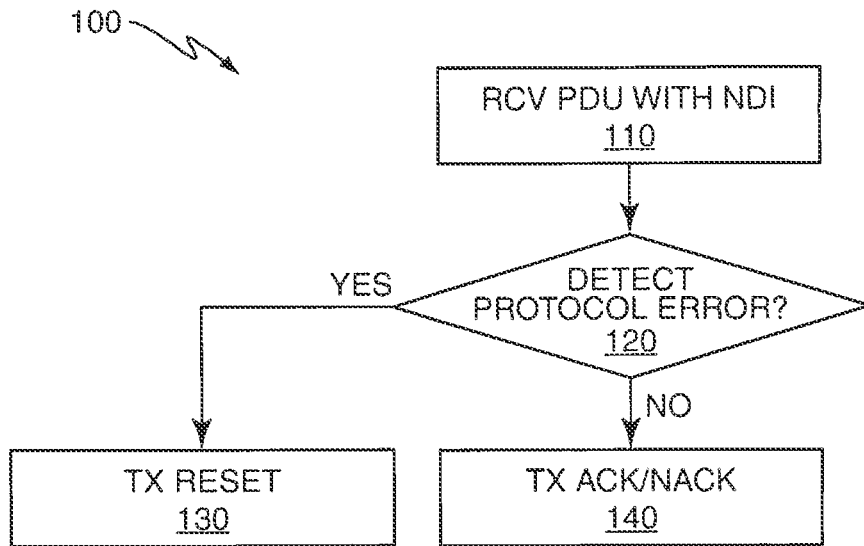 100
RCV PDU WITH NDI
110
DETECT
PROTOCOL ERROR?
120
YES
NO
TX RESET
130
TX ACK/NACK
140